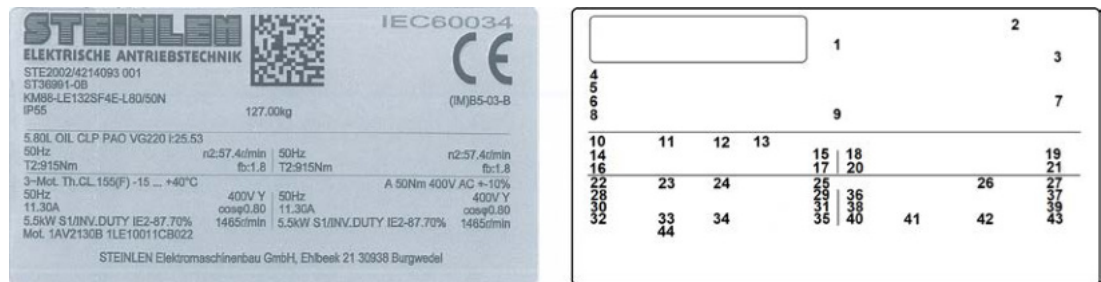 STEINLEN
ELEKTRISCHE ANTRIEBSTECHNIK
IEC60034
CE
STE2002/4214093 001
ST36991-0B
KM88-LE132SF4E-L80/50N
(IM)B5-03-B
IP55 127.00kg
5.80L OIL CLP PAO VG220 I:25.53
50Hz n2:57.4r/min 50Hz n2:57.4r/min
T2:915Nm fb:1.8 T2:915Nm fb:1.8
3~Mot. Th.CL.155(F) -15 ... +40°C A 50Nm 400V AC +-10%
50Hz 400V Y 50Hz 400V Y
11.30A cosφ0.80 11.30A cosφ0.80
5.5kW S1/INV.DUTY IE2-87.70% 1465r/min 5.5kW S1/INV.DUTY IE2-87.70% 1465r/min
Mot. 1AV2130B 1LE10011CB022
STEINLEN Elektromaschinenbau GmbH, Ehlbeek 21 30938 Burgwedel
2
1
3
4
5
6 7
8 9
10 11 12 13
14 15 18 19
16 17 20 21
22 23 24 25 26 27
28 29 36 37
30 31 38 39
32 33 34 35 40 41 42 43
44